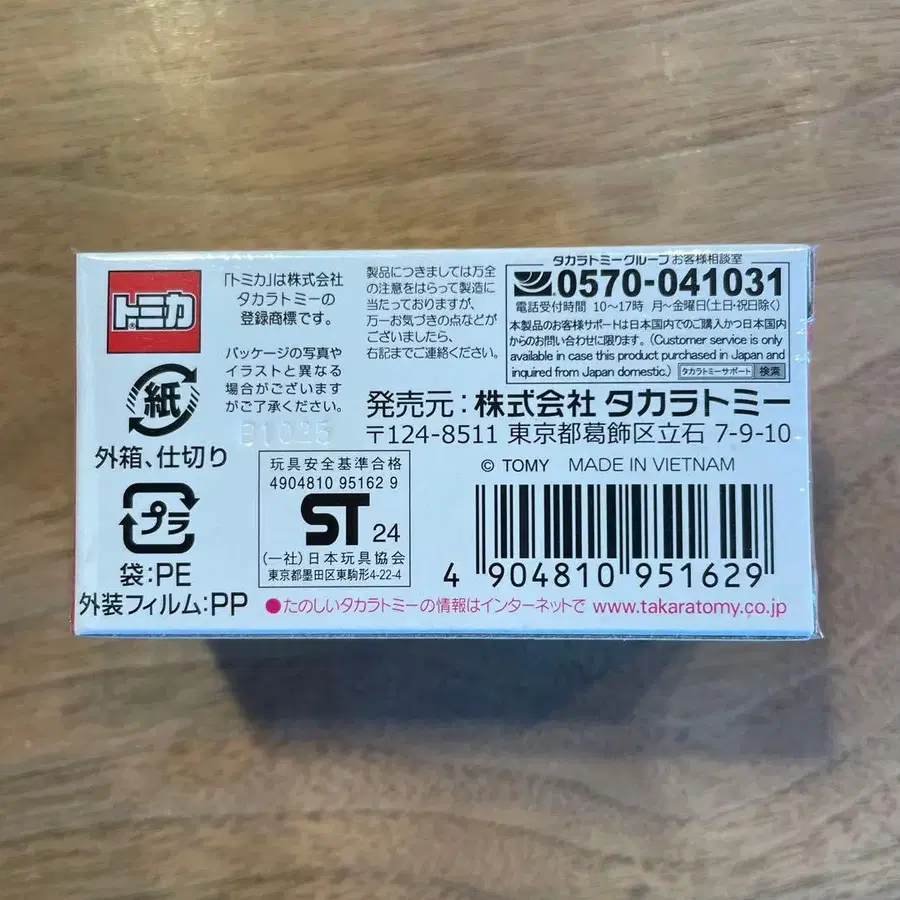 トミカ
「トミカ」は株式会社
タカラトミーの
登録商標です。
パッケージの写真や
イラストと異なる
場合がございます
がご了承ください。
製品につきましては万全
の注意をはらって製造に
当たっておりますが、
万一お気づきの点などが
ございましたら、
右記までご連絡ください。
タカラトミーグループ お客様相談室
0570-041031
電話受付時間 10〜17時 月〜金曜日(土日・祝日除く)
本製品のお客様サポートは日本国内でのご購入かつ日本国内
からのお問い合わせに限ります。(Customer service is only
available in case this product purchased in Japan and
inquired from Japan domestic.) タカラトミーサポート 検索
発売元:株式会社 タカラトミー
〒124-8511 東京都葛飾区立石 7-9-10
© TOMY MADE IN VIETNAM
紙
外箱、仕切り
プラ
袋:PE
外装フィルム:PP
玩具安全基準合格
4904810 95162 9
ST 24
(一社)日本玩具協会
東京都墨田区東駒形4-22-4
4 904810 951629
●たのしいタカラトミーの情報はインターネットで www.takaratomy.co.jp